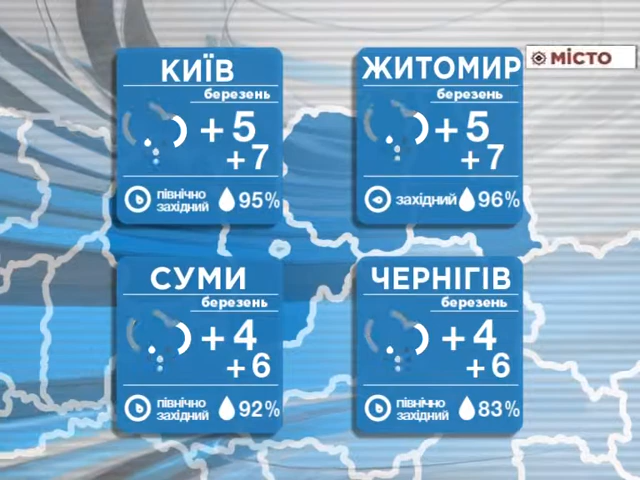 МІСТО
КИЇВ
березень
+5
+7
північно
західний
95%
ЖИТОМИР
березень
+5
+7
західний
96%
СУМИ
березень
+4
+6
північно
західний
92%
ЧЕРНІГІВ
березень
+4
+6
північно
західний
83%